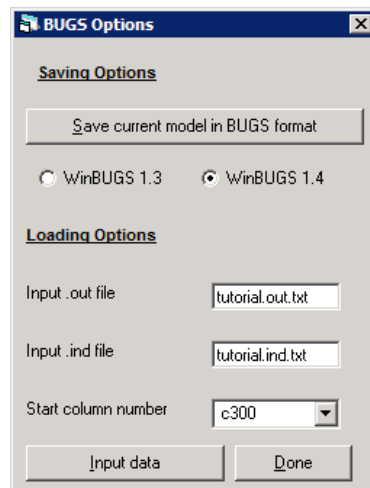 BUGS Options
Saving Options
Save current model in BUGS format
WinBUGS 1.3 WinBUGS 1.4
Loading Options
Input .out file tutorial.out.txt
Input .ind file tutorial.ind.txt
Start column number c300
Input data Done